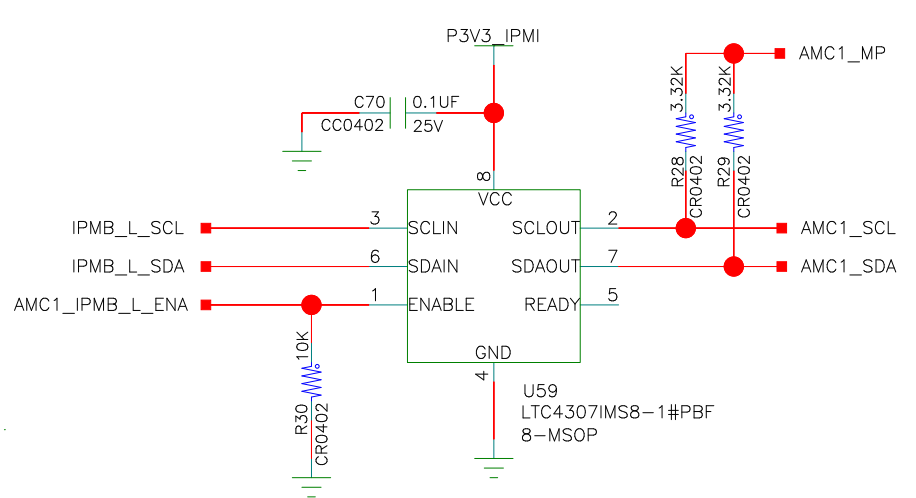 P3V3_IPMI
AMC1_MP
C70 0.1UF
CC0402 25V
3.32K
3.32K
R28
CR0402
R29
CR0402
8
VCC
IPMB_L_SCL 3 SCLIN SCLOUT 2 AMC1_SCL
IPMB_L_SDA 6 SDAIN SDAOUT 7 AMC1_SDA
AMC1_IPMB_L_ENA 1 ENABLE READY 5
GND
4
10K
R30
CR0402
U59
LTC4307IMS8-1#PBF
8-MSOP